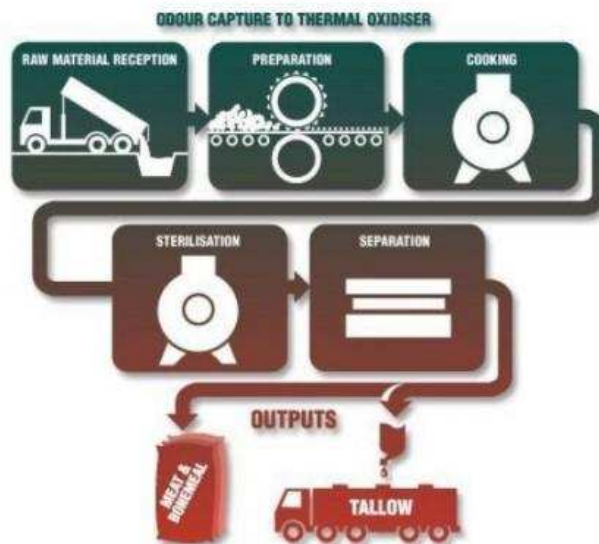 ODOUR CAPTURE TO THERMAL OXIDISER
RAW MATERIAL RECEPTION
PREPARATION
COOKING
STERILISATION
SEPARATION
OUTPUTS
MEAT &
BONEMEAL
TALLOW